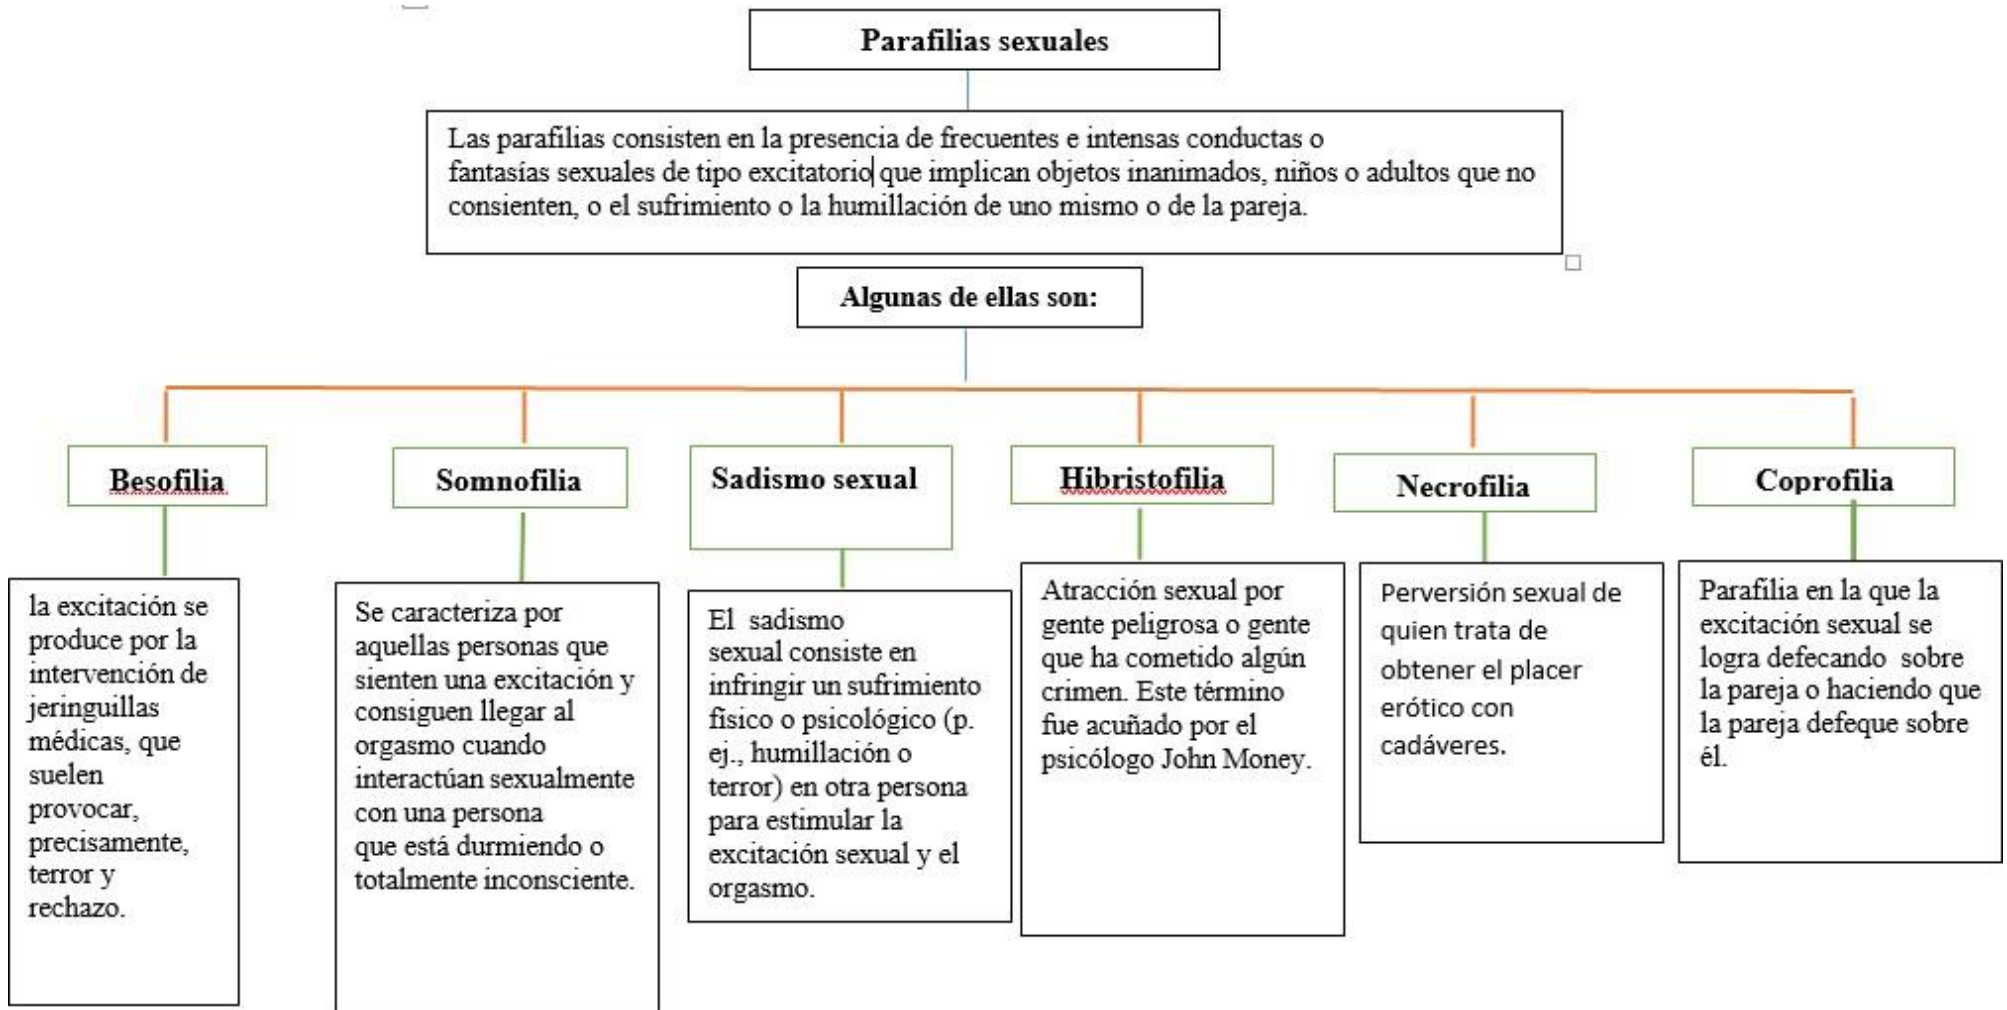 Parafilias sexuales
Las parafilias consisten en la presencia de frecuentes e intensas conductas o
fantasías sexuales de tipo excitatorio que implican objetos inanimados, niños o adultos que no
consienten, o el sufrimiento o la humillación de uno mismo o de la pareja.
Algunas de ellas son:
Besofilia
la excitación se
produce por la
intervención de
jeringuillas
médicas, que
suelen
provocar,
precisamente,
terror y
rechazo.
Somnofilia
Se caracteriza por
aquellas personas que
sienten una excitación y
consiguen llegar al
orgasmo cuando
interactúan sexualmente
con una persona
que está durmiendo o
totalmente inconsciente.
Sadismo sexual
El  sadismo
sexual consiste en
infringir un sufrimiento
físico o psicológico (p.
ej., humillación o
terror) en otra persona
para estimular la
excitación sexual y el
orgasmo.
Hibristofilia
Atracción sexual por
gente peligrosa o gente
que ha cometido algún
crimen. Este término
fue acuñado por el
psicólogo John Money.
Necrofilia
Perversión sexual de
quien trata de
obtener el placer
erótico con
cadáveres.
Coprofilia
Parafilia en la que la
excitación sexual se
logra defecando  sobre
la pareja o haciendo que
la pareja defeque sobre
él.